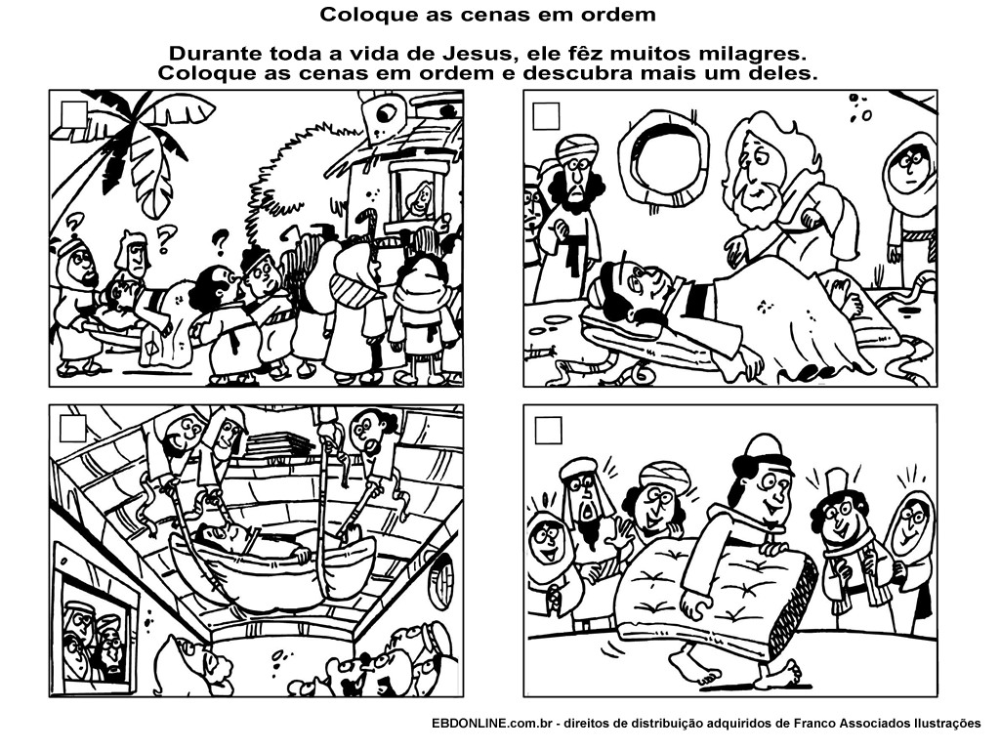 Coloque as cenas em ordem
Durante toda a vida de Jesus, ele fêz muitos milagres.
Coloque as cenas em ordem e descubra mais um deles.
? ? ?
EBDONLINE.com.br - direitos de distribuição adquiridos de Franco Associados Ilustrações